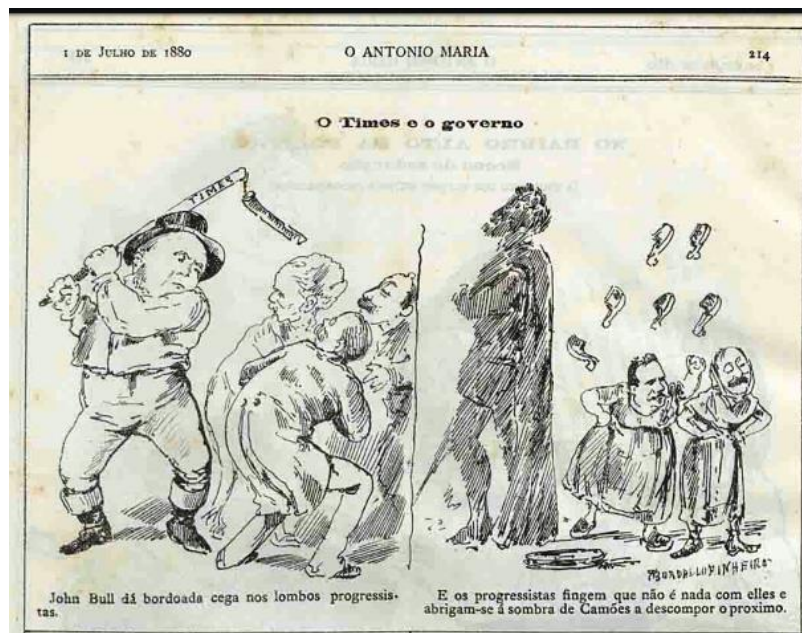 1 DE JULHO DE 1880
O ANTONIO MARIA
214
O Times e o governo
TIMES
John Bull dá bordoada cega nos lombos progressis-
tas.
BORDALLO PINHEIRO
E os progressistas fingem que não é nada com elles e
abrigam-se á sombra de Camões a descompor o proximo.